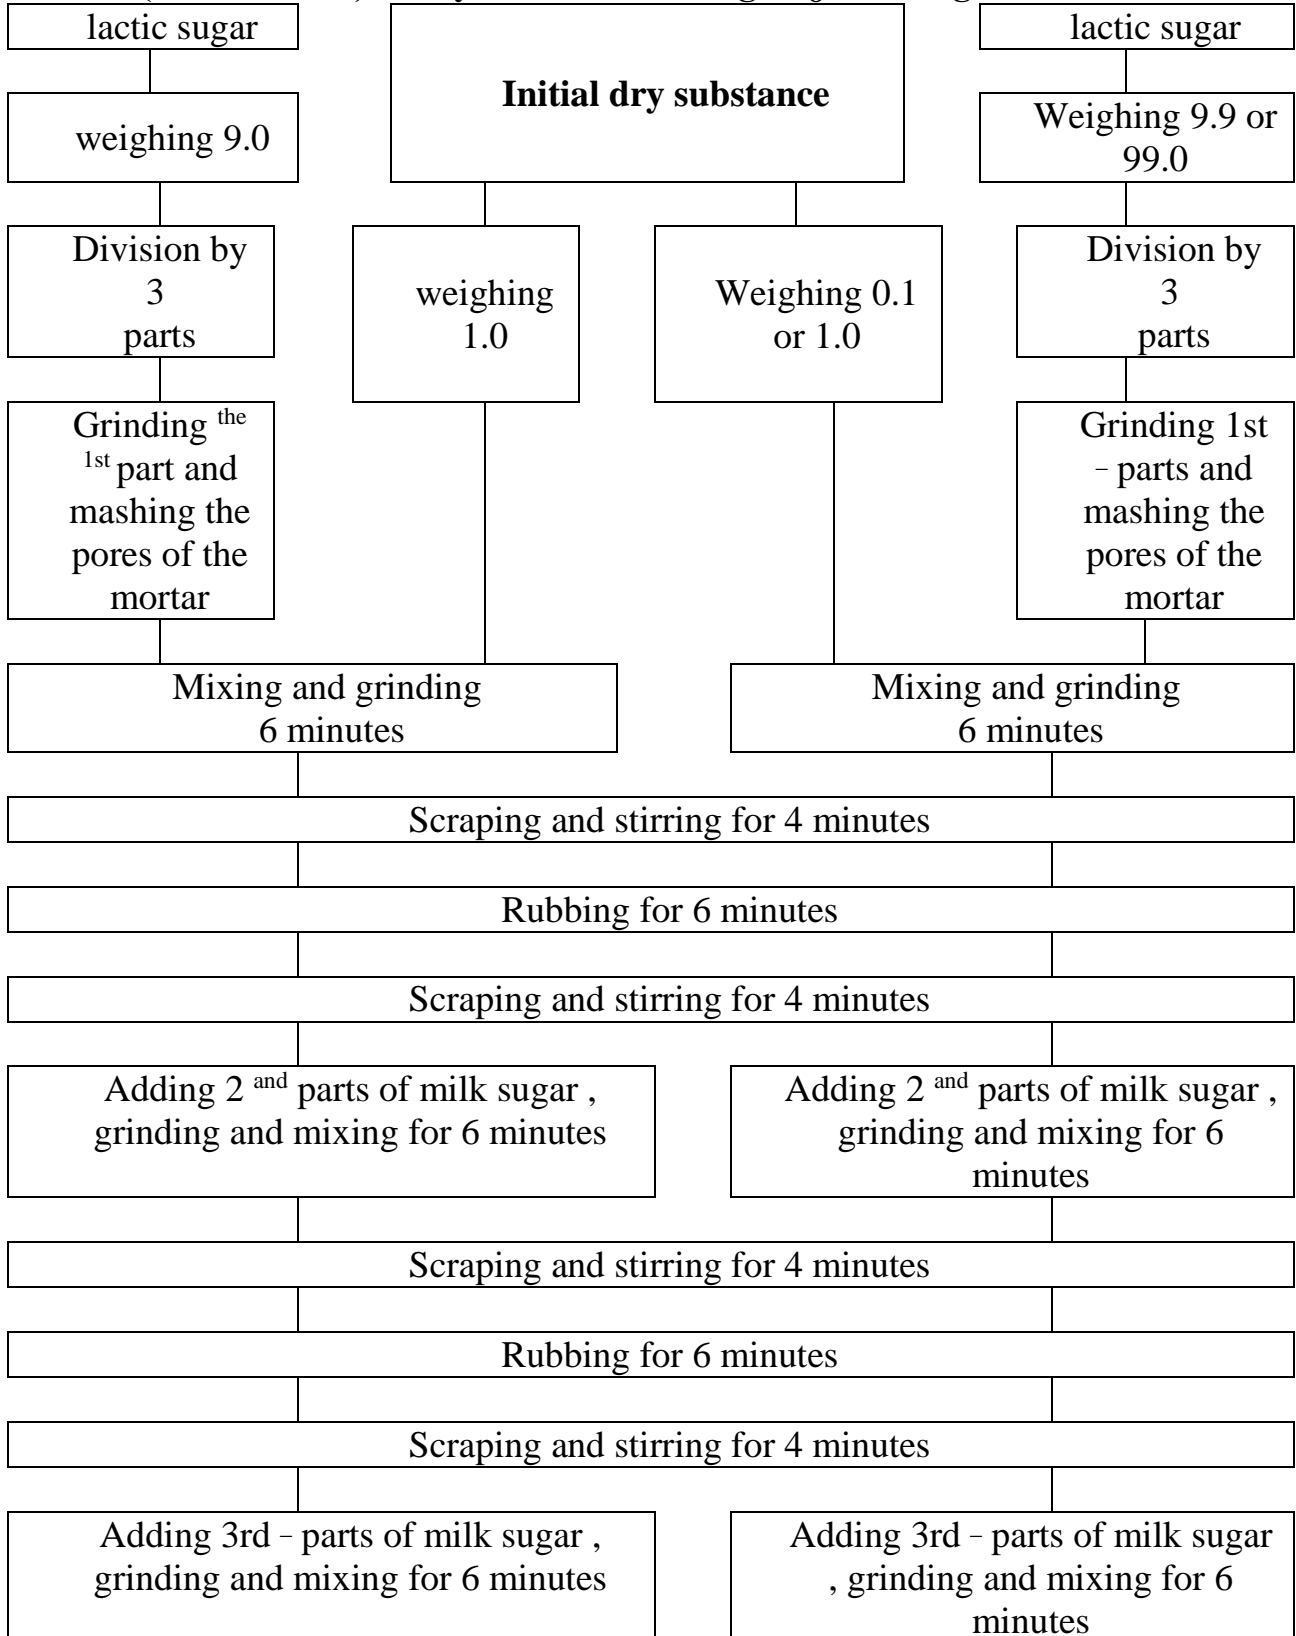 lactic sugar
Initial dry substance
lactic sugar
weighing 9.0
Weighing 9.9 or
99.0
Division by
3
parts
weighing
1.0
Weighing 0.1
or 1.0
Division by
3
parts
Grinding the
1st part and
mashing the
pores of the
mortar
Grinding 1st
- parts and
mashing the
pores of the
mortar
Mixing and grinding
6 minutes
Mixing and grinding
6 minutes
Scraping and stirring for 4 minutes
Rubbing for 6 minutes
Scraping and stirring for 4 minutes
Adding 2 and parts of milk sugar ,
grinding and mixing for 6 minutes
Adding 2 and parts of milk sugar ,
grinding and mixing for 6
minutes
Scraping and stirring for 4 minutes
Rubbing for 6 minutes
Scraping and stirring for 4 minutes
Adding 3rd - parts of milk sugar ,
grinding and mixing for 6 minutes
Adding 3rd - parts of milk sugar
, grinding and mixing for 6
minutes